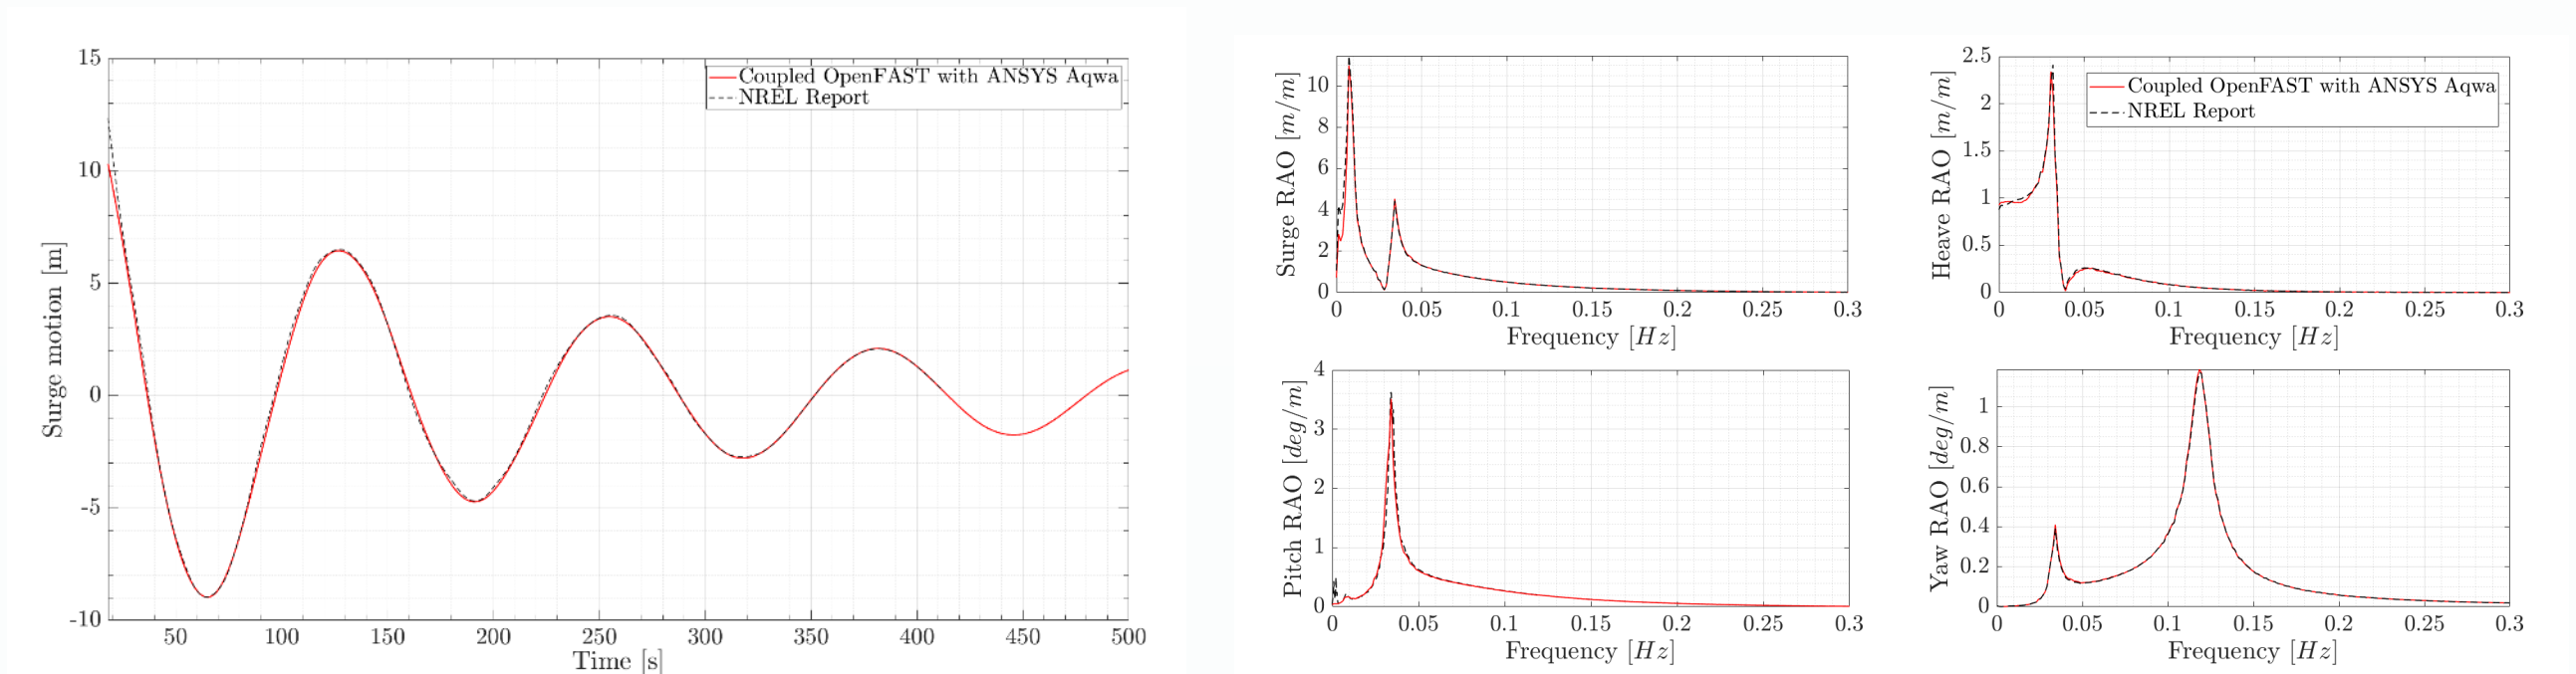 15
10
5
0
-5
-10
Surge motion [m]
Coupled OpenFAST with ANSYS Aqwa
NREL Report
50 100 150 200 250 300 350 400 450 500
Time [s]
10
8
6
4
2
0
Surge RAO [m/m]
0 0.05 0.1 0.15 0.2 0.25 0.3
Frequency [Hz]
2.5
2
1.5
1
0.5
0
Heave RAO [m/m]
Coupled OpenFAST with ANSYS Aqwa
NREL Report
0 0.05 0.1 0.15 0.2 0.25 0.3
Frequency [Hz]
4
3
2
1
0
Pitch RAO [deg/m]
0 0.05 0.1 0.15 0.2 0.25 0.3
Frequency [Hz]
1
0.8
0.6
0.4
0.2
0
Yaw RAO [deg/m]
0 0.05 0.1 0.15 0.2 0.25 0.3
Frequency [Hz]